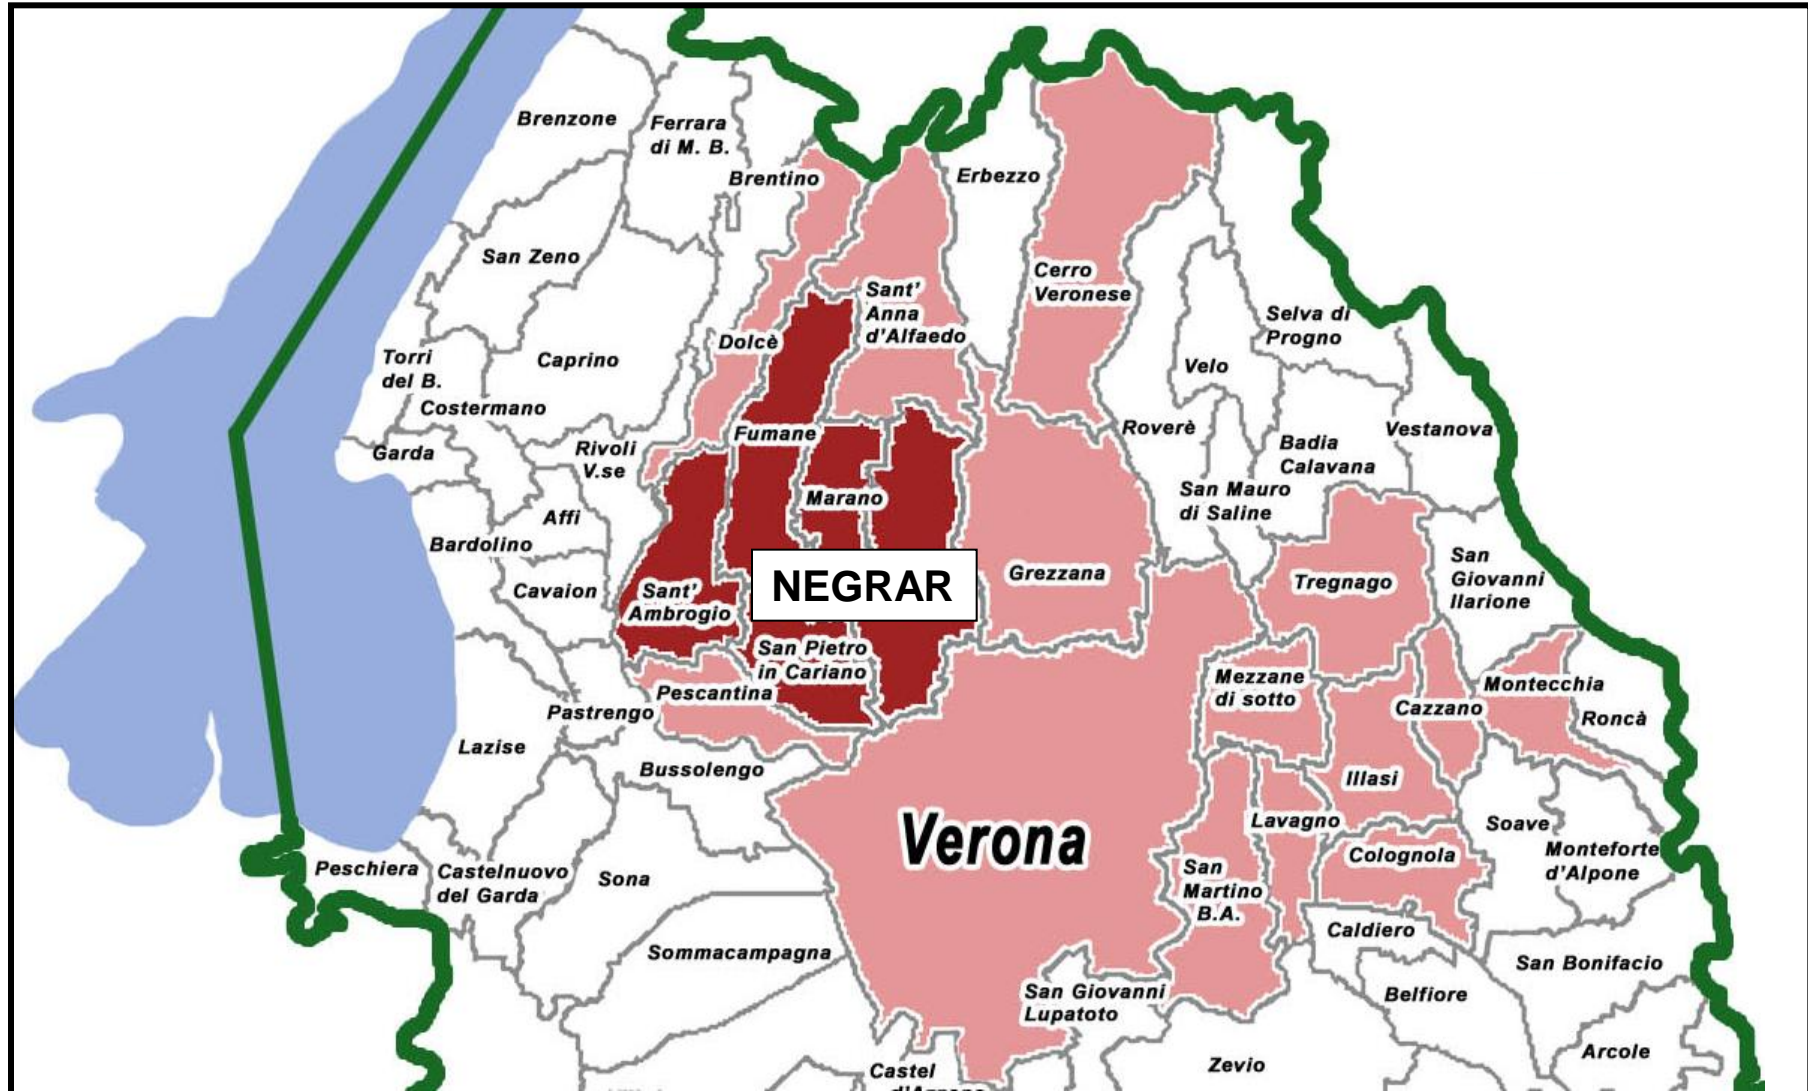 Brenzone
Ferrara
di M. B.
Brentino
Erbezzo
San Zeno
Cerro
Veronese
Sant'
Anna
d'Alfaedo
Selva di
Progno
Dolcè
Torri
del B.
Caprino
Velo
Costermano
Roverè
Vestanova
Fumane
Garda
Rivoli
V.se
Badia
Calavana
Marano
San Mauro
di Saline
Affi
Bardolino
San
Giovanni
Ilarione
NEGRAR
Grezzana
Tregnago
Cavaion
Sant'
Ambrogio
San Pietro
in Cariano
Mezzane
di sotto
Montecchia
Pescantina
Cazzano
Pastrengo
Roncà
Lazise
Bussolengo
Illasi
Verona
Lavagno
Soave
Monteforte
d'Alpone
Colognola
Peschiera
Castelnuovo
del Garda
Sona
San
Martino
B.A.
Caldiero
Sommacampagna
San Bonifacio
San Giovanni
Lupatoto
Belfiore
Arcole
Zevio
Castel